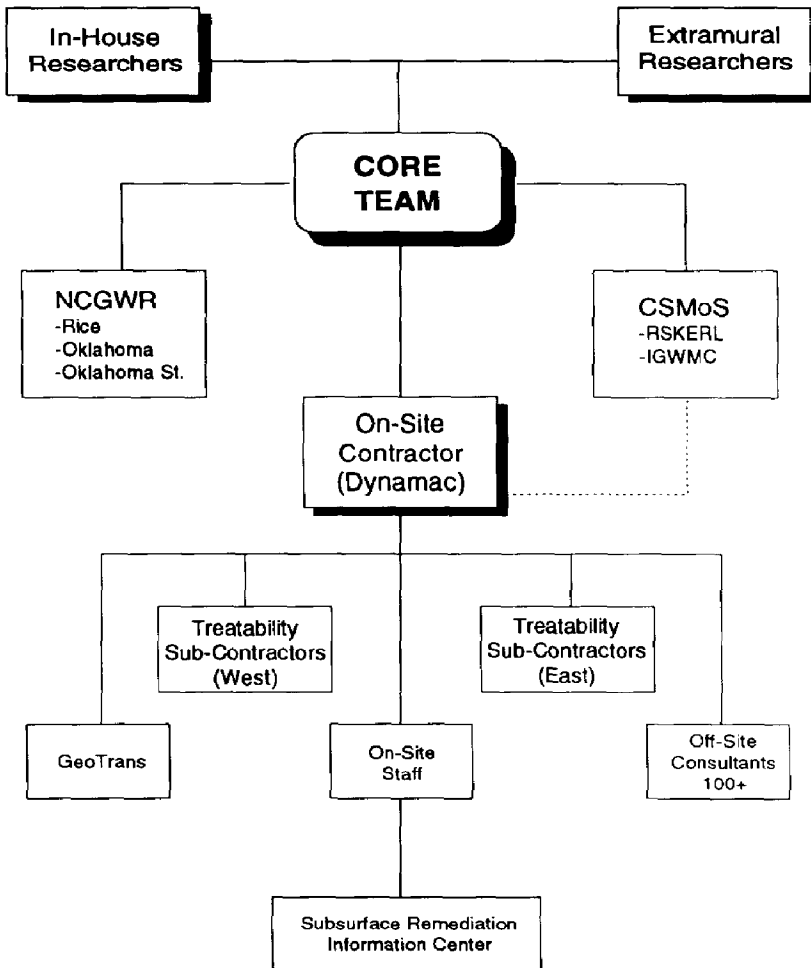 In-House
Researchers
Extramural
Researchers
CORE
TEAM
NCGWR
-Rice
-Oklahoma
-Oklahoma St.
CSMoS
-RSKERL
-IGWMC
On-Site
Contractor
(Dynamac)
Treatability
Sub-Contractors
(West)
Treatability
Sub-Contractors
(East)
GeoTrans
On-Site
Staff
Off-Site
Consultants
100+
Subsurface Remediation
Information Center